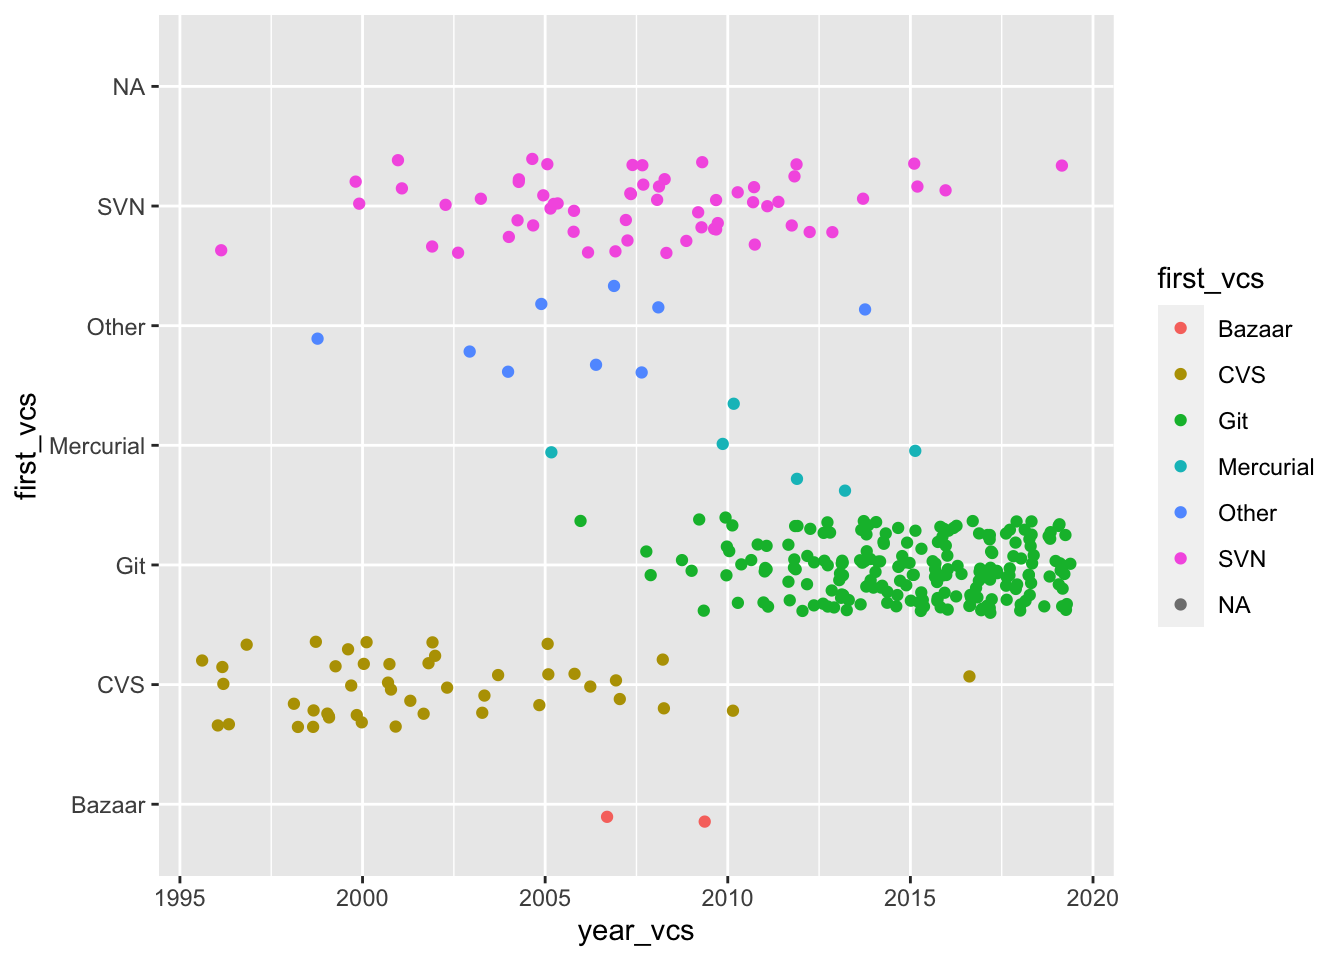 NA
SVN
Other
Mercurial
Git
CVS
Bazaar
first_vcs
1995 2000 2005 2010 2015 2020
year_vcs
first_vcs
Bazaar
CVS
Git
Mercurial
Other
SVN
NA